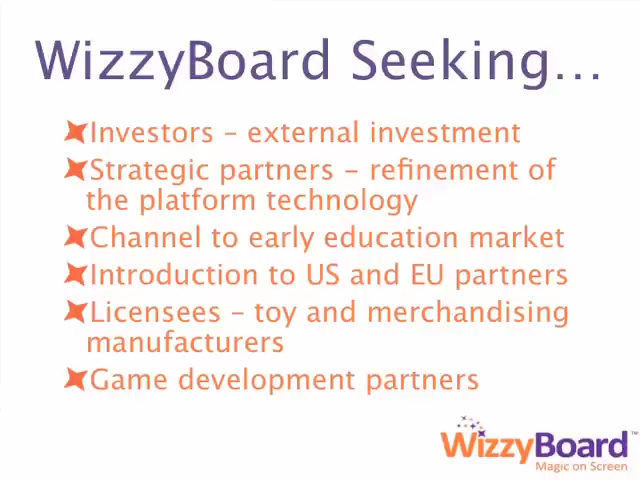 WizzyBoard Seeking...
Investors – external investment
Strategic partners – refinement of
the platform technology
Channel to early education market
Introduction to US and EU partners
Licensees – toy and merchandising
manufacturers
Game development partners
WizzyBoard™
Magic on Screen